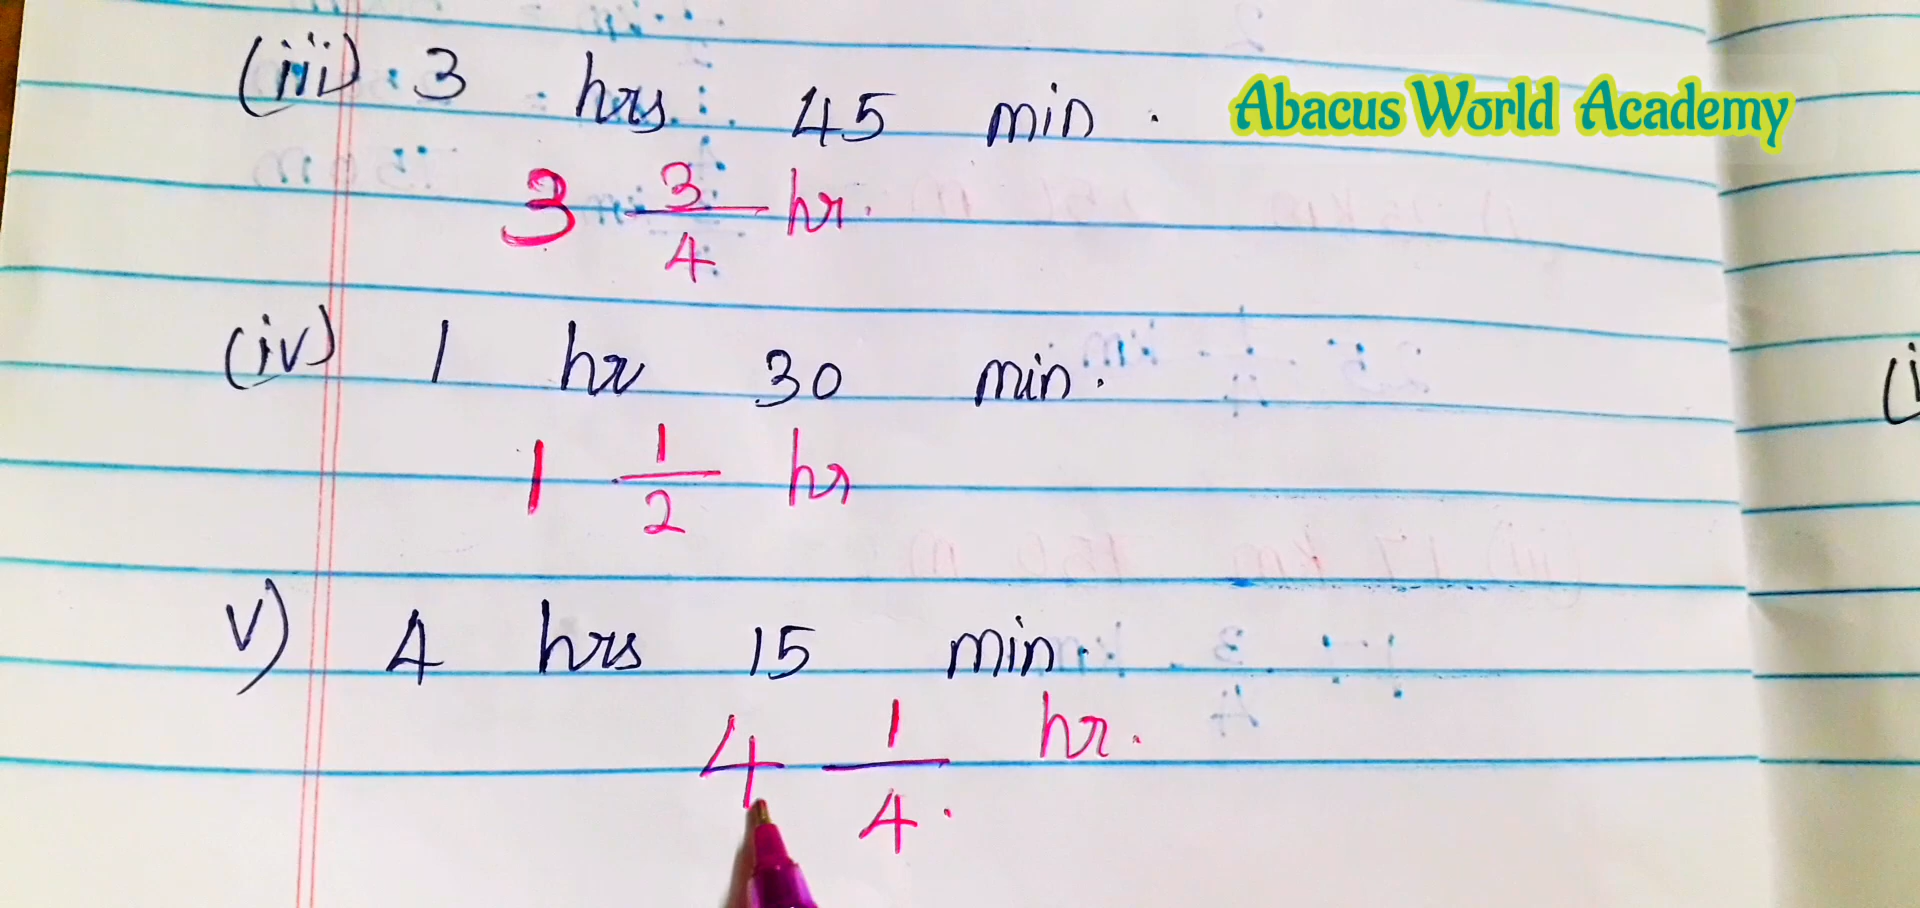 (iii) 3 hrs 45 min.
Abacus World Academy
3 3/4 hr.
(iv) 1 hr 30 min.
1 1/2 hr
v) 4 hrs 15 min.
4 1/4 hr.